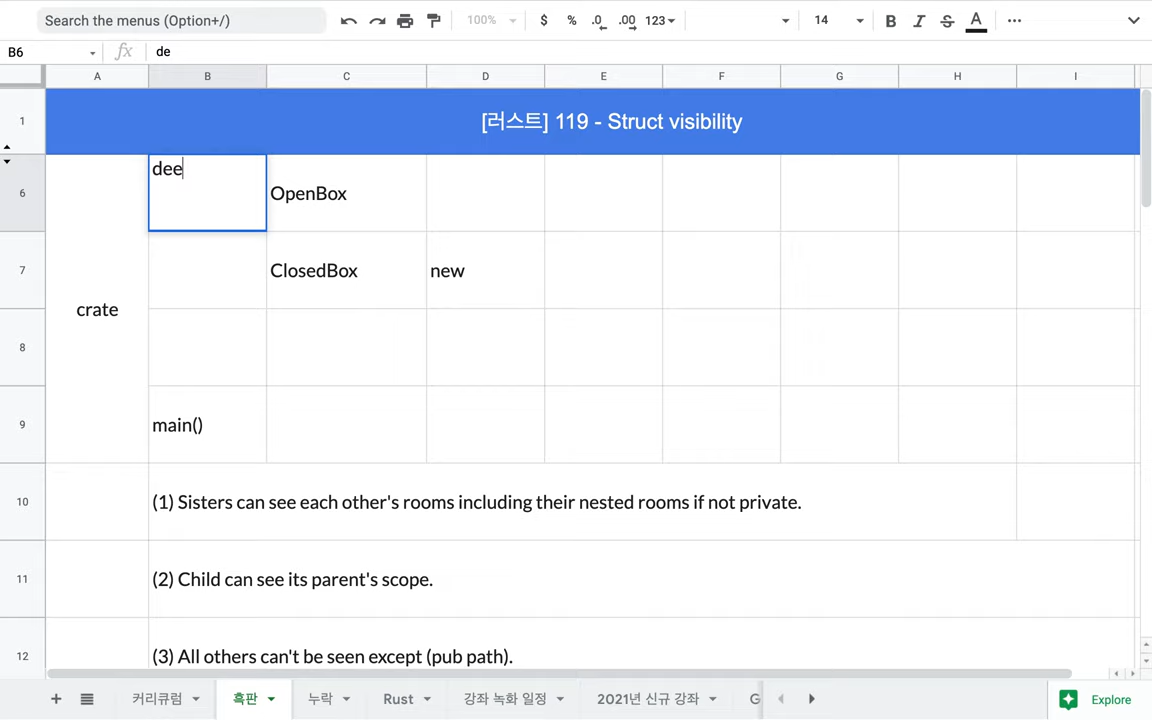 Search the menus (Option+/)
100%
$ % .0 .00 123
14
B I S A
B6 fx de
A B C D E F G H I
1 [러스트] 119 - Struct visibility
dee
6 OpenBox
7 ClosedBox new
crate
8
9 main()
10 (1) Sisters can see each other's rooms including their nested rooms if not private.
11 (2) Child can see its parent's scope.
12 (3) All others can't be seen except (pub path).
+ 커리큘럼 흑판 누락 Rust 강좌 녹화 일정 2021년 신규 강좌 G Explore